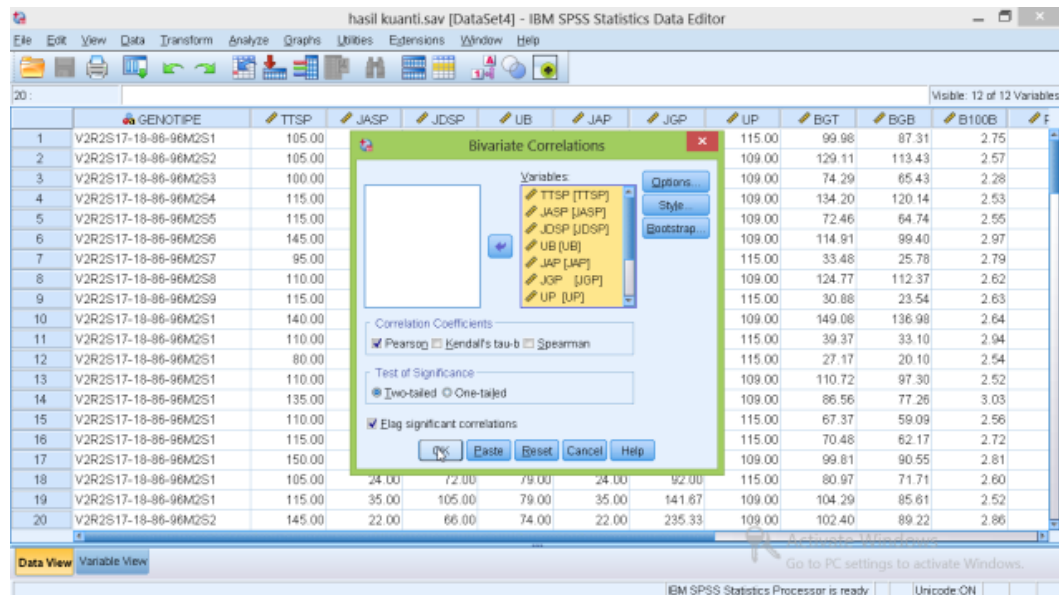 hasil kuanti.sav [DataSet4] - IBM SPSS Statistics Data Editor
File Edit View Data Transform Analyze Graphs Utilities Extensions Window Help
20 :
Visible: 12 of 12 Variables
GENOTIPE TTSP JASP JDSP UB JAP JGP UP BGT BGB B100B
1 V2R2S17-18-86-96M2S1 105.00 115.00 99.98 87.31 2.75
2 V2R2S17-18-86-96M2S2 105.00 109.00 129.11 113.43 2.57
3 V2R2S17-18-86-96M2S3 100.00 109.00 74.29 65.43 2.28
4 V2R2S17-18-86-96M2S4 115.00 109.00 134.20 120.14 2.53
5 V2R2S17-18-86-96M2S5 115.00 109.00 72.46 64.74 2.55
6 V2R2S17-18-86-96M2S6 145.00 109.00 114.91 99.40 2.97
7 V2R2S17-18-86-96M2S7 95.00 115.00 33.48 25.78 2.79
8 V2R2S17-18-86-96M2S8 110.00 109.00 124.77 112.37 2.62
9 V2R2S17-18-86-96M2S9 115.00 115.00 30.88 23.54 2.63
10 V2R2S17-18-86-96M2S1 140.00 109.00 149.08 136.98 2.64
11 V2R2S17-18-86-96M2S1 110.00 115.00 39.37 33.10 2.94
12 V2R2S17-18-86-96M2S1 80.00 115.00 27.17 20.10 2.54
13 V2R2S17-18-86-96M2S1 110.00 109.00 110.72 97.30 2.52
14 V2R2S17-18-86-96M2S1 135.00 109.00 86.56 77.26 3.03
15 V2R2S17-18-86-96M2S1 110.00 115.00 67.37 59.09 2.56
16 V2R2S17-18-86-96M2S1 115.00 115.00 70.48 62.17 2.72
17 V2R2S17-18-86-96M2S1 150.00 109.00 99.81 90.55 2.81
18 V2R2S17-18-86-96M2S1 105.00 24.00 72.00 79.00 24.00 92.00 115.00 80.97 71.71 2.60
19 V2R2S17-18-86-96M2S1 115.00 35.00 105.00 79.00 35.00 141.67 109.00 104.29 85.61 2.52
20 V2R2S17-18-86-96M2S2 145.00 22.00 66.00 74.00 22.00 235.33 109.00 102.40 89.22 2.86
Bivariate Correlations
Variables:
TTSP [TTSP]
JASP [JASP]
JDSP [JDSP]
UB [UB]
JAP [JAP]
JGP [JGP]
UP [UP]
Options...
Style...
Bootstrap...
Correlation Coefficients
Pearson Kendall's tau-b Spearman
Test of Significance
Two-tailed One-tailed
Flag significant correlations
OK Paste Reset Cancel Help
Activate Windows
Go to PC settings to activate Windows.
Data View Variable View
IBM SPSS Statistics Processor is ready Unicode:ON